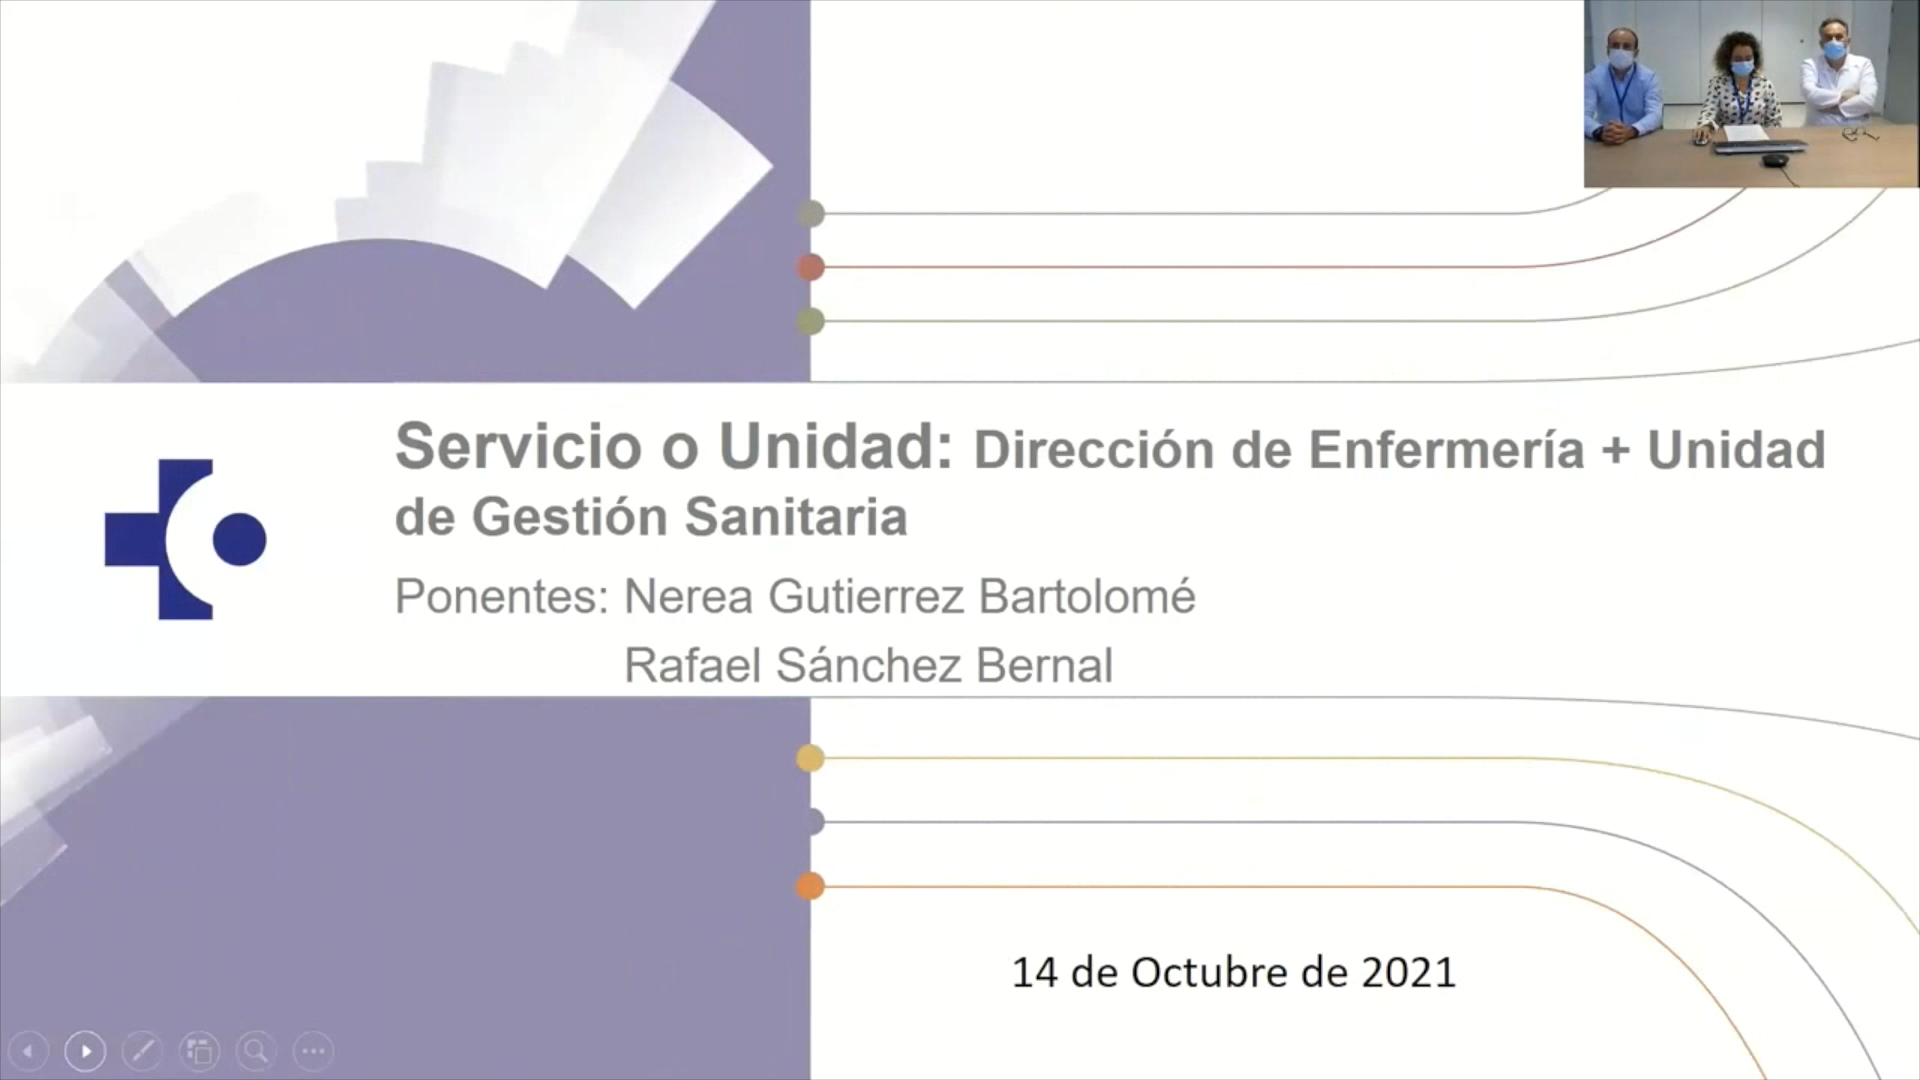 Servicio o Unidad: Dirección de Enfermería + Unidad
de Gestión Sanitaria
Ponentes: Nerea Gutierrez Bartolomé
Rafael Sánchez Bernal
14 de Octubre de 2021